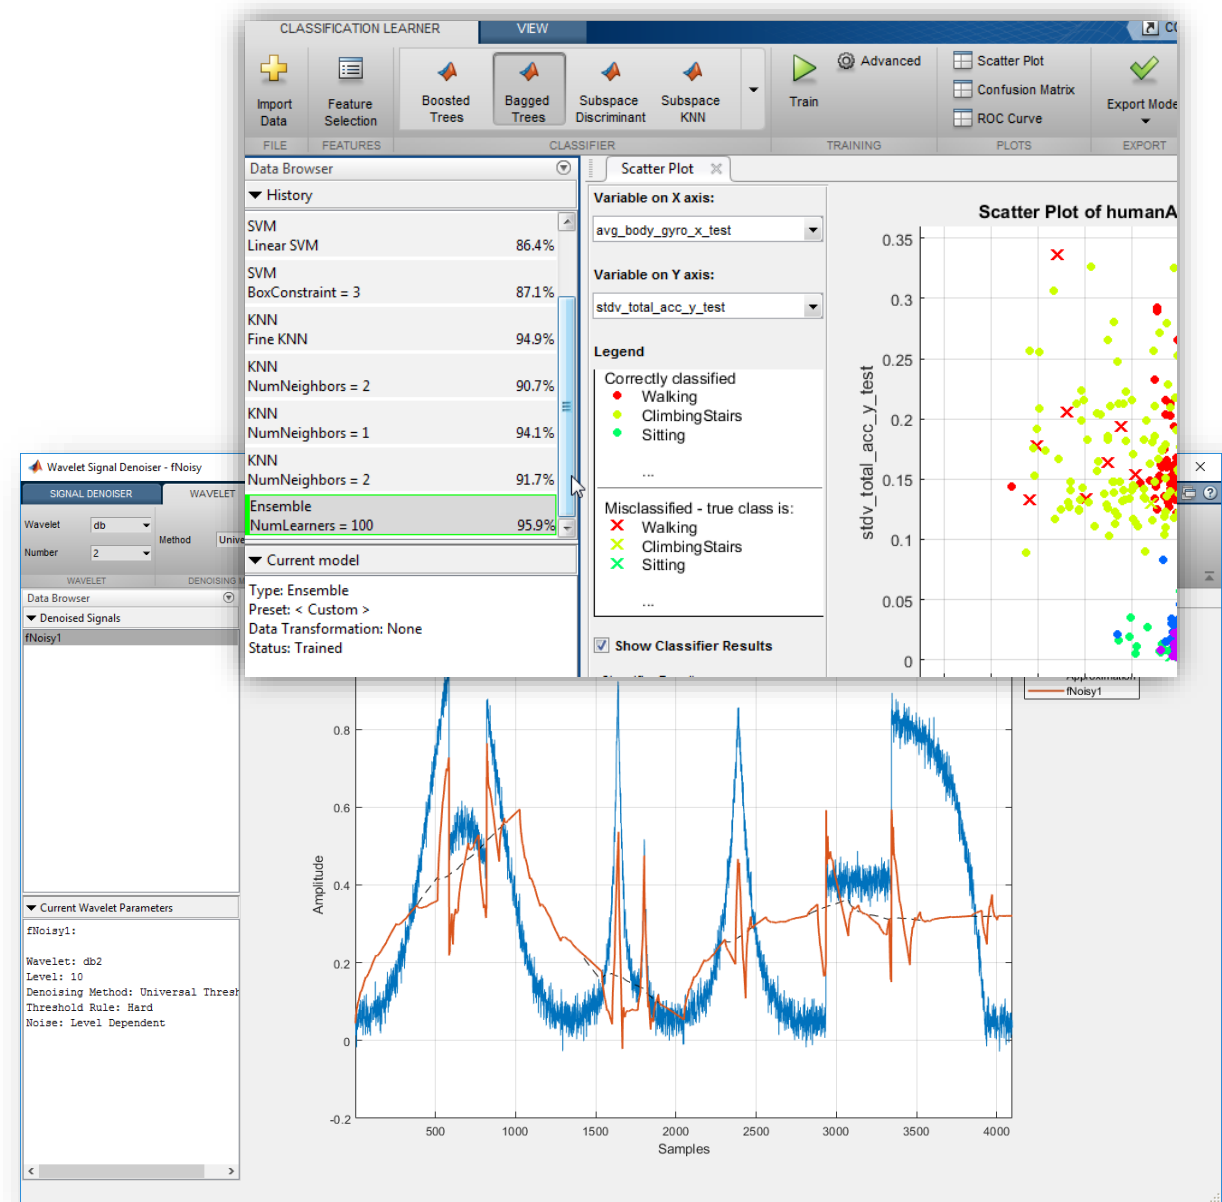 CLASSIFICATION LEARNER
VIEW
Import Data
Feature Selection
Boosted Trees
Bagged Trees
Subspace Discriminant
Subspace KNN
Train
Advanced
Scatter Plot
Confusion Matrix
ROC Curve
FILE
FEATURES
CLASSIFIER
TRAINING
PLOTS
EXPORT
Data Browser
History
SVM
Linear SVM 86.4%
SVM
BoxConstraint = 3 87.1%
KNN
Fine KNN 94.9%
KNN
NumNeighbors = 2 90.7%
KNN
NumNeighbors = 1 94.1%
KNN
NumNeighbors = 2 91.7%
Ensemble
NumLearners = 100 95.9%
Current model
Type: Ensemble
Preset: < Custom >
Data Transformation: None
Status: Trained
Scatter Plot
Variable on X axis:
avg_body_gyro_x_test
Variable on Y axis:
stdv_total_acc_y_test
Legend
Correctly classified
Walking
ClimbingStairs
Sitting
...
Misclassified - true class is:
Walking
ClimbingStairs
Sitting
...
Show Classifier Results
Scatter Plot of humanA
stdv_total_acc_y_test
0.35
0.3
0.25
0.2
0.15
0.1
0.05
0
Wavelet Signal Denoiser - fNoisy
SIGNAL DENOISER
WAVELET
Wavelet db
Number 2
Method Unive
WAVELET
DENOISING M
Data Browser
Denoised Signals
fNoisy1
Current Wavelet Parameters
fNoisy1:
Wavelet: db2
Level: 10
Denoising Method: Universal Thresh
Threshold Rule: Hard
Noise: Level Dependent
Approximation
fNoisy1
Amplitude
0.8
0.6
0.4
0.2
0
-0.2
500 1000 1500 2000 2500 3000 3500 4000
Samples